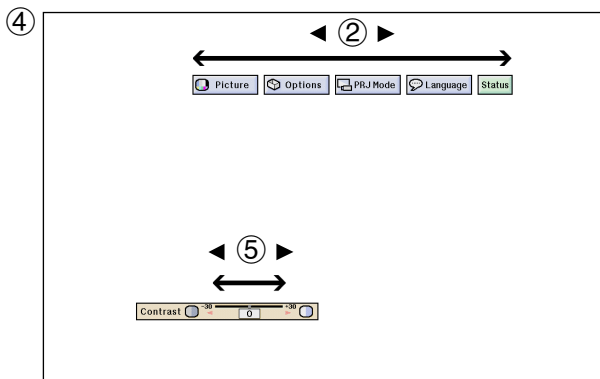 ④
◄ ② ►
Picture Options PRJ Mode Language Status
◄ ⑤ ►
Contrast -30 0 +30